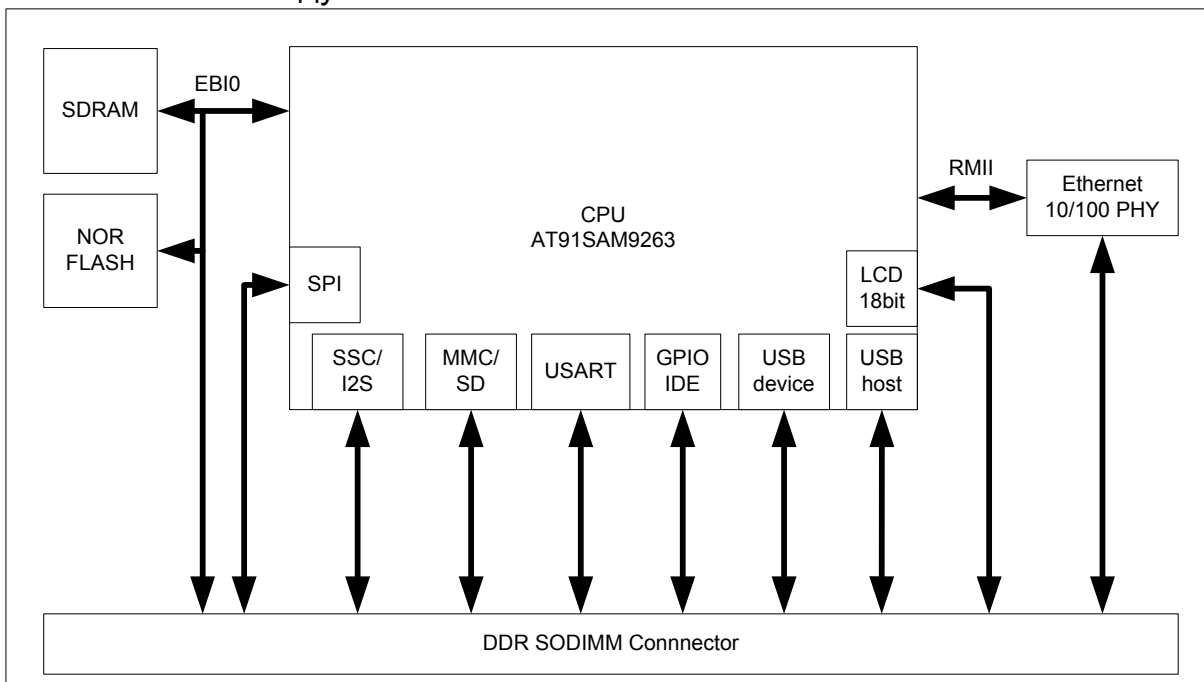 EBI0
SDRAM
NOR
FLASH
CPU
AT91SAM9263
RMII
Ethernet
10/100 PHY
SPI
LCD
18bit
SSC/
I2S
MMC/
SD
USART
GPIO
IDE
USB
device
USB
host
DDR SODIMM Connnector